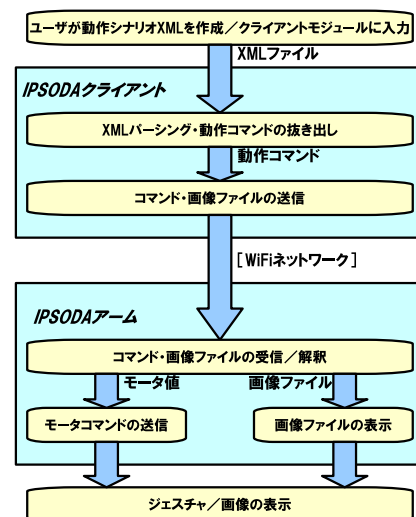 ユーザが動作シナリオXMLを作成／クライアントモジュールに入力
XMLファイル
IPSODAクライアント
XMLパーシング・動作コマンドの抜き出し
動作コマンド
コマンド・画像ファイルの送信
[WiFiネットワーク]
IPSODAアーム
コマンド・画像ファイルの受信／解釈
モータ値
画像ファイル
モータコマンドの送信
画像ファイルの表示
ジェスチャ／画像の表示